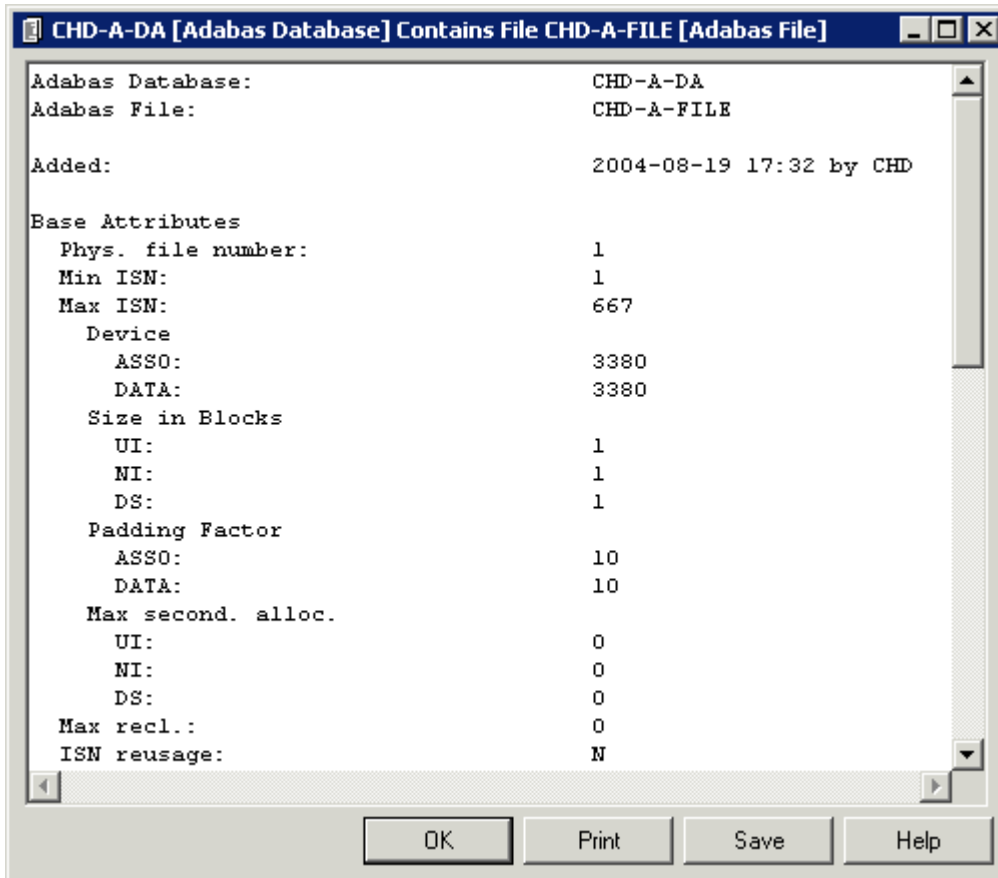 CHD-A-DA [Adabas Database] Contains File CHD-A-FILE [Adabas File]
Adabas Database: CHD-A-DA
Adabas File: CHD-A-FILE
Added: 2004-08-19 17:32 by CHD
Base Attributes
Phys. file number: 1
Min ISN: 1
Max ISN: 667
Device
ASSO: 3380
DATA: 3380
Size in Blocks
UI: 1
NI: 1
DS: 1
Padding Factor
ASSO: 10
DATA: 10
Max second. alloc.
UI: 0
NI: 0
DS: 0
Max recl.: 0
ISN reusage: N
OK Print Save Help